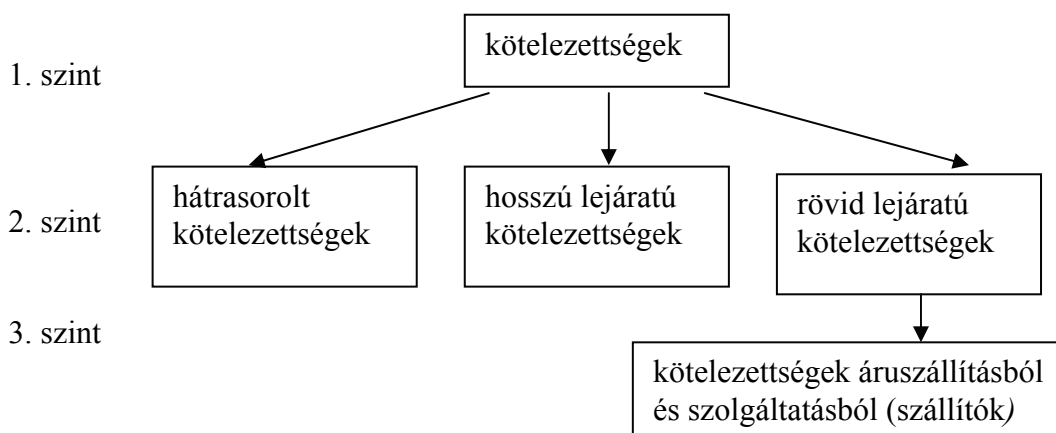 kötelezettségek
1. szint
hátrasorolt
kötelezettségek
hosszú lejáratú
kötelezettségek
rövid lejáratú
kötelezettségek
2. szint
3. szint
kötelezettségek áruszállításból
és szolgáltatásból (szállítók)